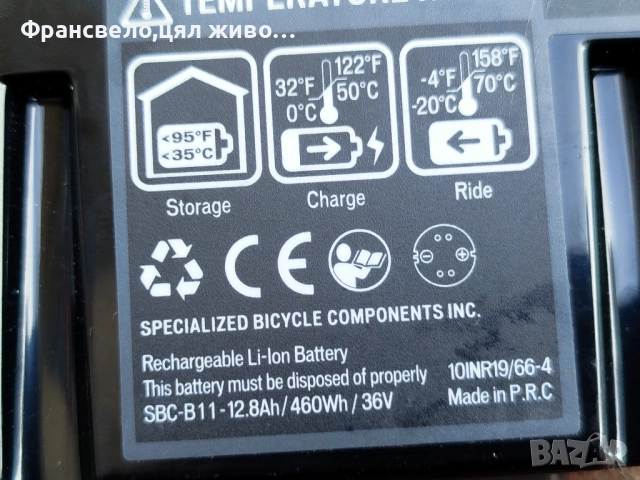 TEMPERATURE
Франсвело,цял живо...
<95°F
<35°C
Storage
32°F 122°F
0°C 50°C
Charge
-4°F 158°F
-20°C 70°C
Ride
CE
SPECIALIZED BICYCLE COMPONENTS INC.
Rechargeable Li-Ion Battery
This battery must be disposed of properly
SBC-B11-12.8Ah/460Wh/36V
10INR19/66-4
Made in P.R.C
BAZAR